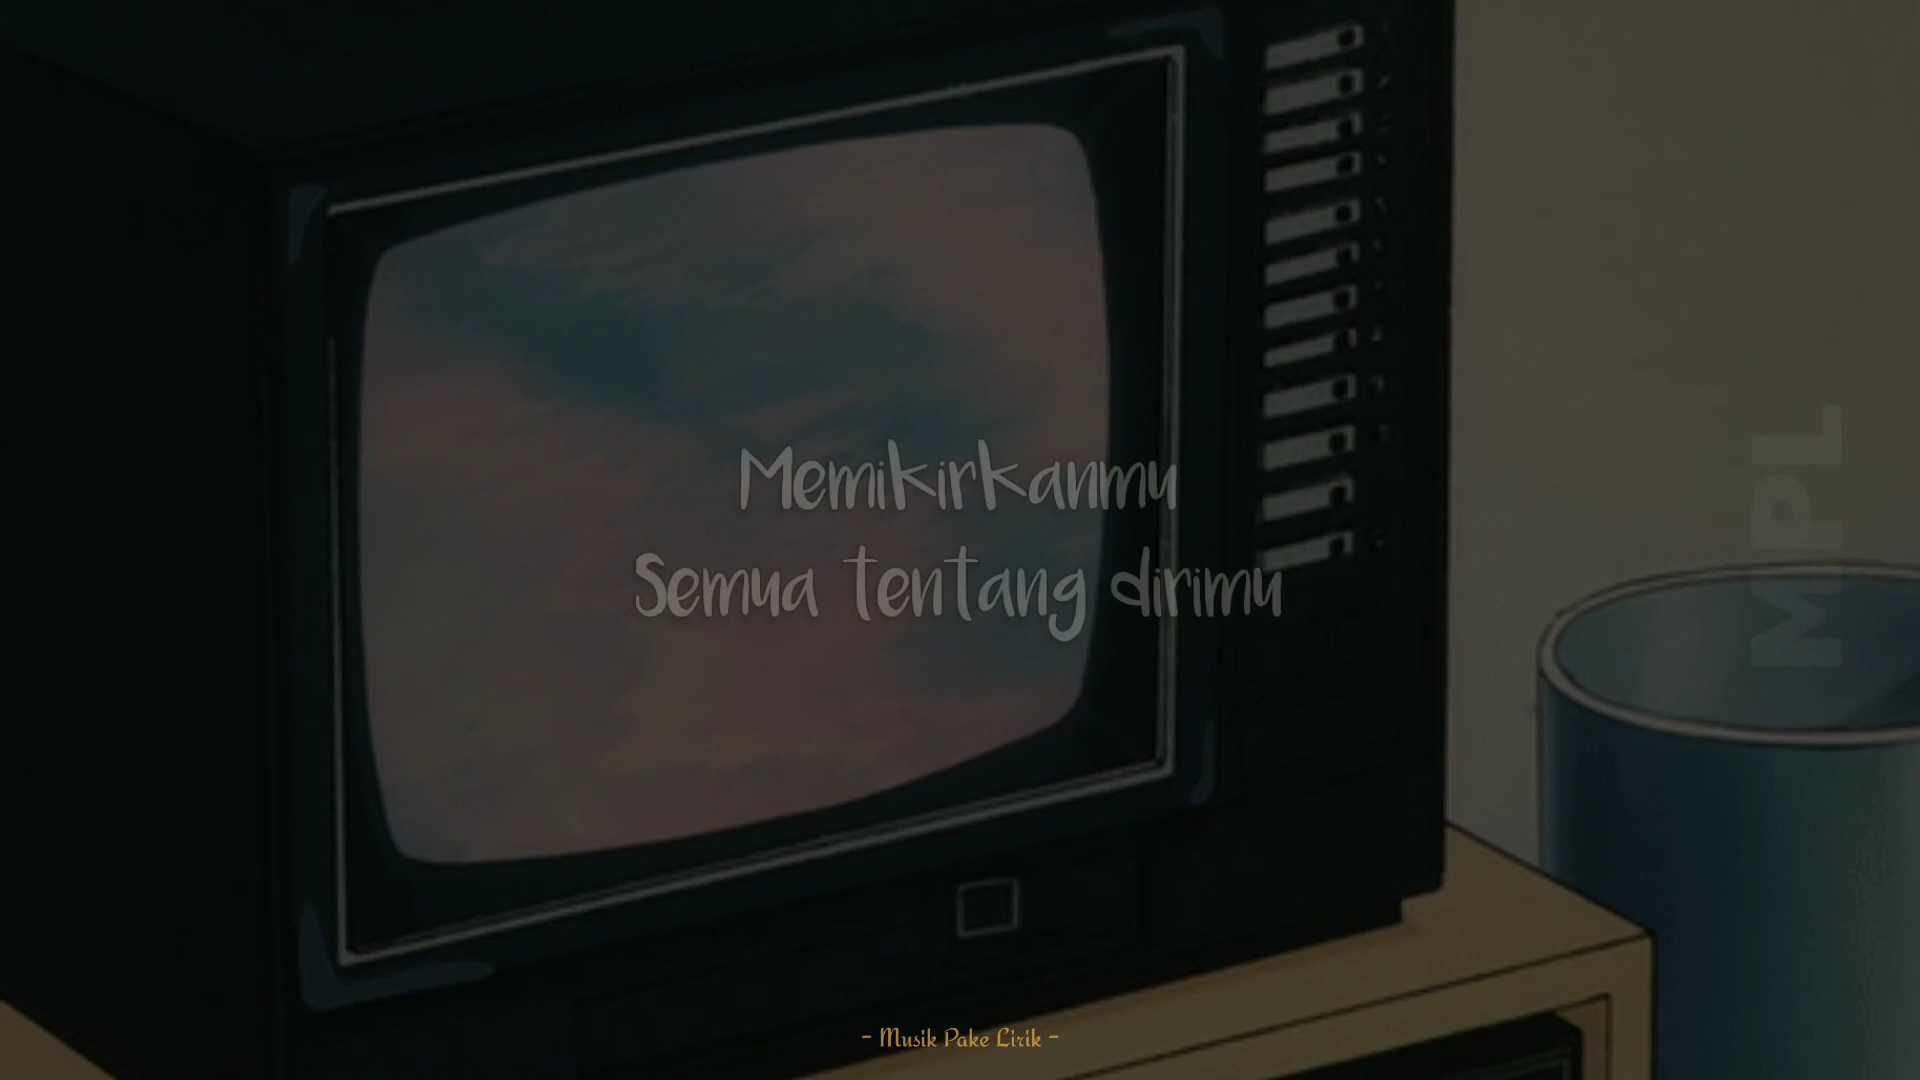 Memikirkanmu
Semua tentang dirimu
MPL
- Musik Pake Lirik -